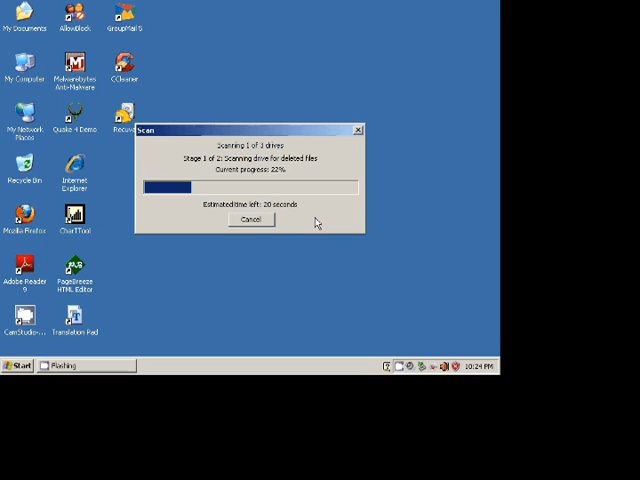 My Documents
AllowBlock
GroupMail 5
My Computer
Malwarebytes
Anti-Malware
CCleaner
My Network
Places
Quake 4 Demo
Recuva
Recycle Bin
Internet
Explorer
Mozilla Firefox
CharTTool
Adobe Reader
9
PageBreeze
HTML Editor
CamStudio-...
Translation Pad
Scan
Scanning 1 of 3 drives
Stage 1 of 2: Scanning drive for deleted files
Current progress: 22%
Estimated time left: 20 seconds
Cancel
Start
Flashing
10:24 PM